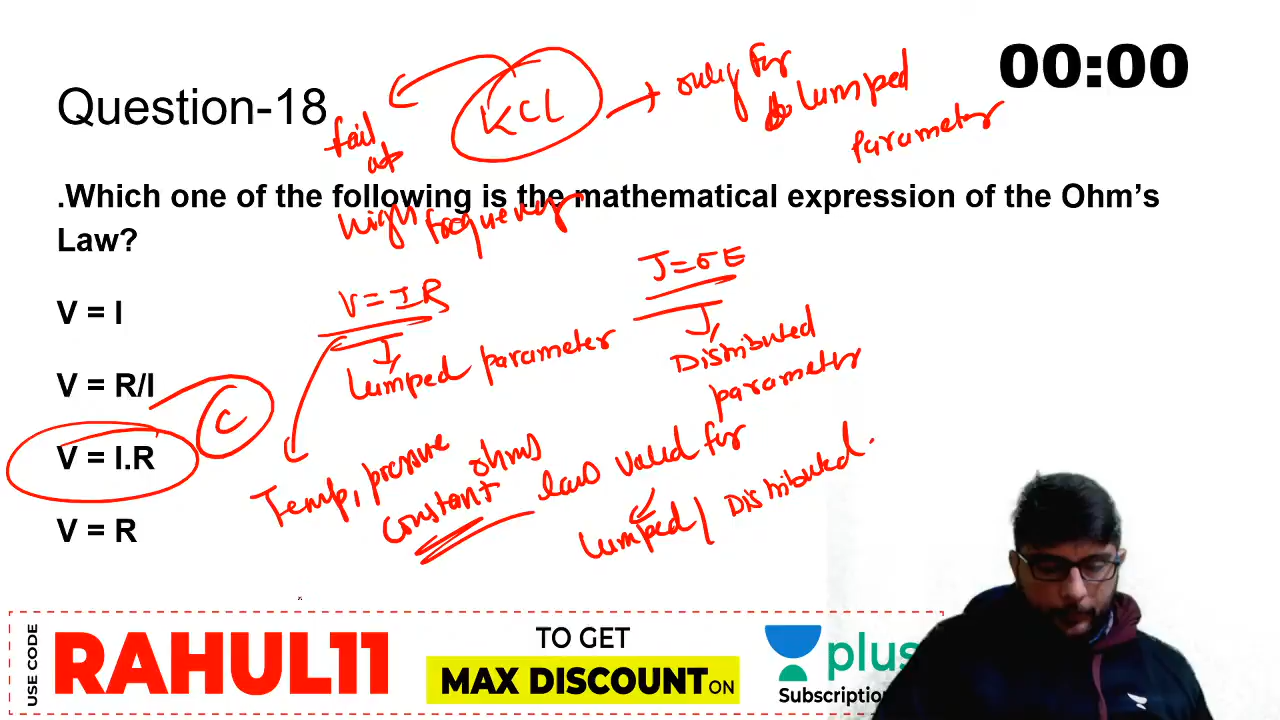 00:00
Question-18
KCL
only for
lumped
parameter
fail
at
high frequency
.Which one of the following is the mathematical expression of the Ohm's
Law?
V = I
V = R/I
V = I.R
V = R
C
V = I R
Lumped parameter
J = σE
Distributed
parameter
Temp, pressure
constant
ohms
law valid for
lumped / Distributed.
USE CODE
RAHUL11
TO GET
MAX DISCOUNT ON
plus
Subscription